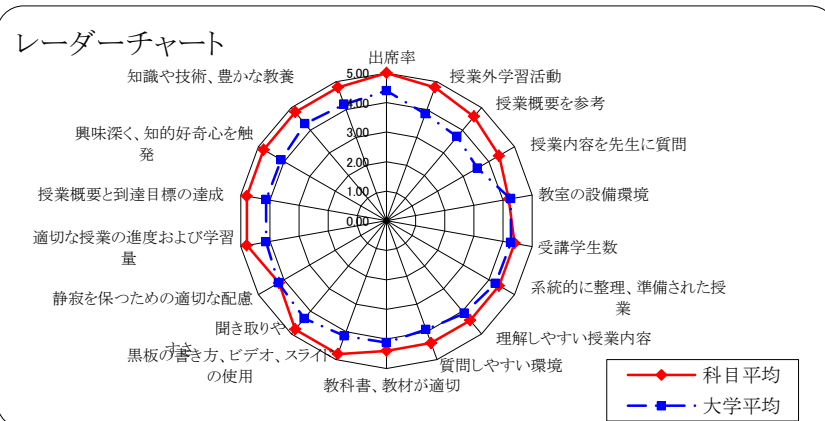 レーダーチャート
出席率
授業外学習活動
授業概要を参考
授業内容を先生に質問
教室の設備環境
受講学生数
系統的に整理、準備された授
業
理解しやすい授業内容
質問しやすい環境
教科書、教材が適切
黒板の書き方、ビデオ、スライド
の使用
聞き取りや
すさ
静寂を保つための適切な配慮
適切な授業の進度および学習
量
授業概要と到達目標の達成
興味深く、知的好奇心を触
発
知識や技術、豊かな教養
5.00
4.00
3.00
2.00
1.00
0.00
科目平均
大学平均